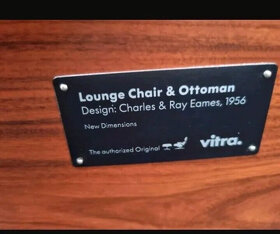 Lounge Chair & Ottoman
Design: Charles & Ray Eames, 1956
New Dimensions
The authorized Original
vitra.